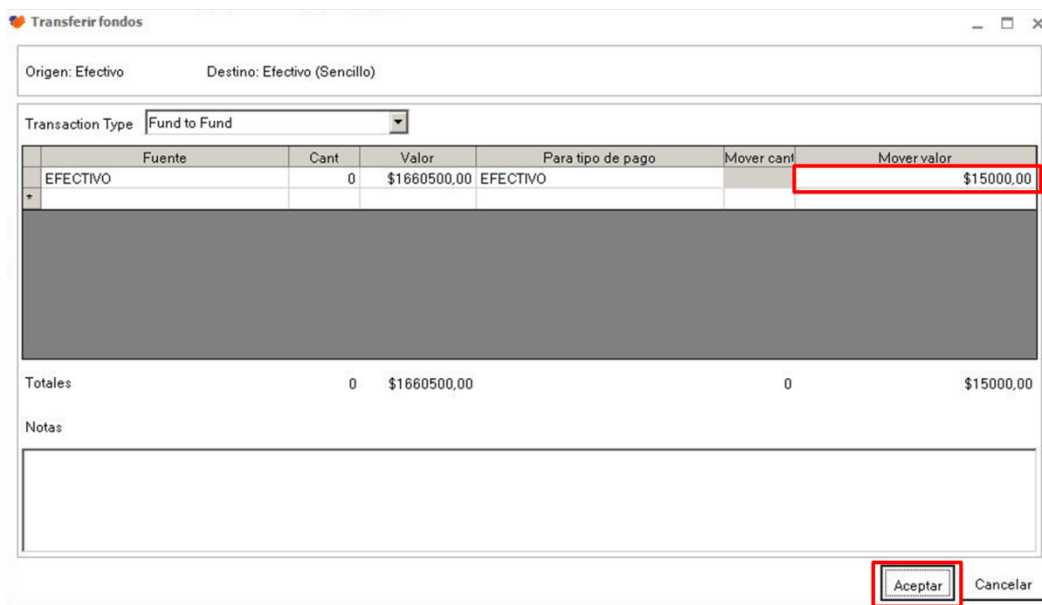 Transferir fondos
Origen: Efectivo Destino: Efectivo (Sencillo)
Transaction Type Fund to Fund
Fuente Cant Valor Para tipo de pago Mover cant Mover valor
EFECTIVO 0 $1660500,00 EFECTIVO $15000,00
*
Totales 0 $1660500,00 0 $15000,00
Notas
Aceptar Cancelar